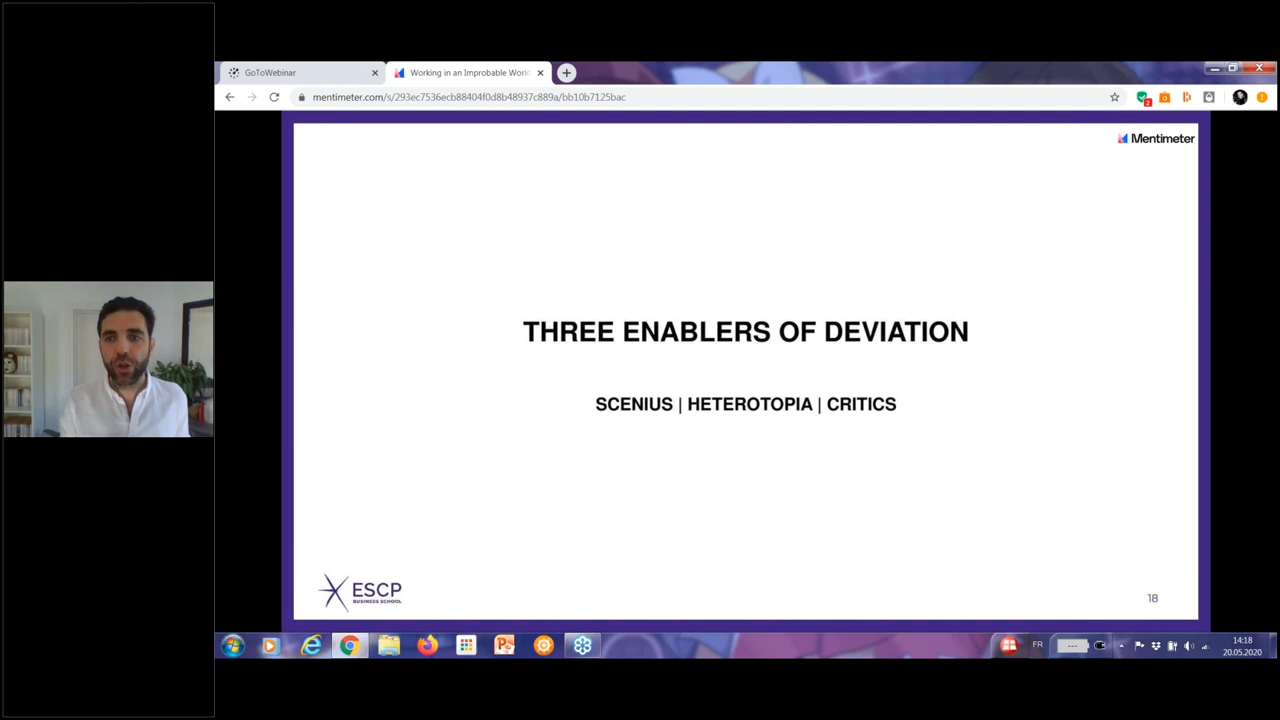 GoToWebinar
Working in an Improbable World
mentimeter.com/s/293ec7536ecb88404f0d8b48937c889a/bb10b7125bac
2
Mentimeter
THREE ENABLERS OF DEVIATION
SCENIUS | HETEROTOPIA | CRITICS
ESCP
BUSINESS SCHOOL
18
FR
---
14:18
20.05.2020